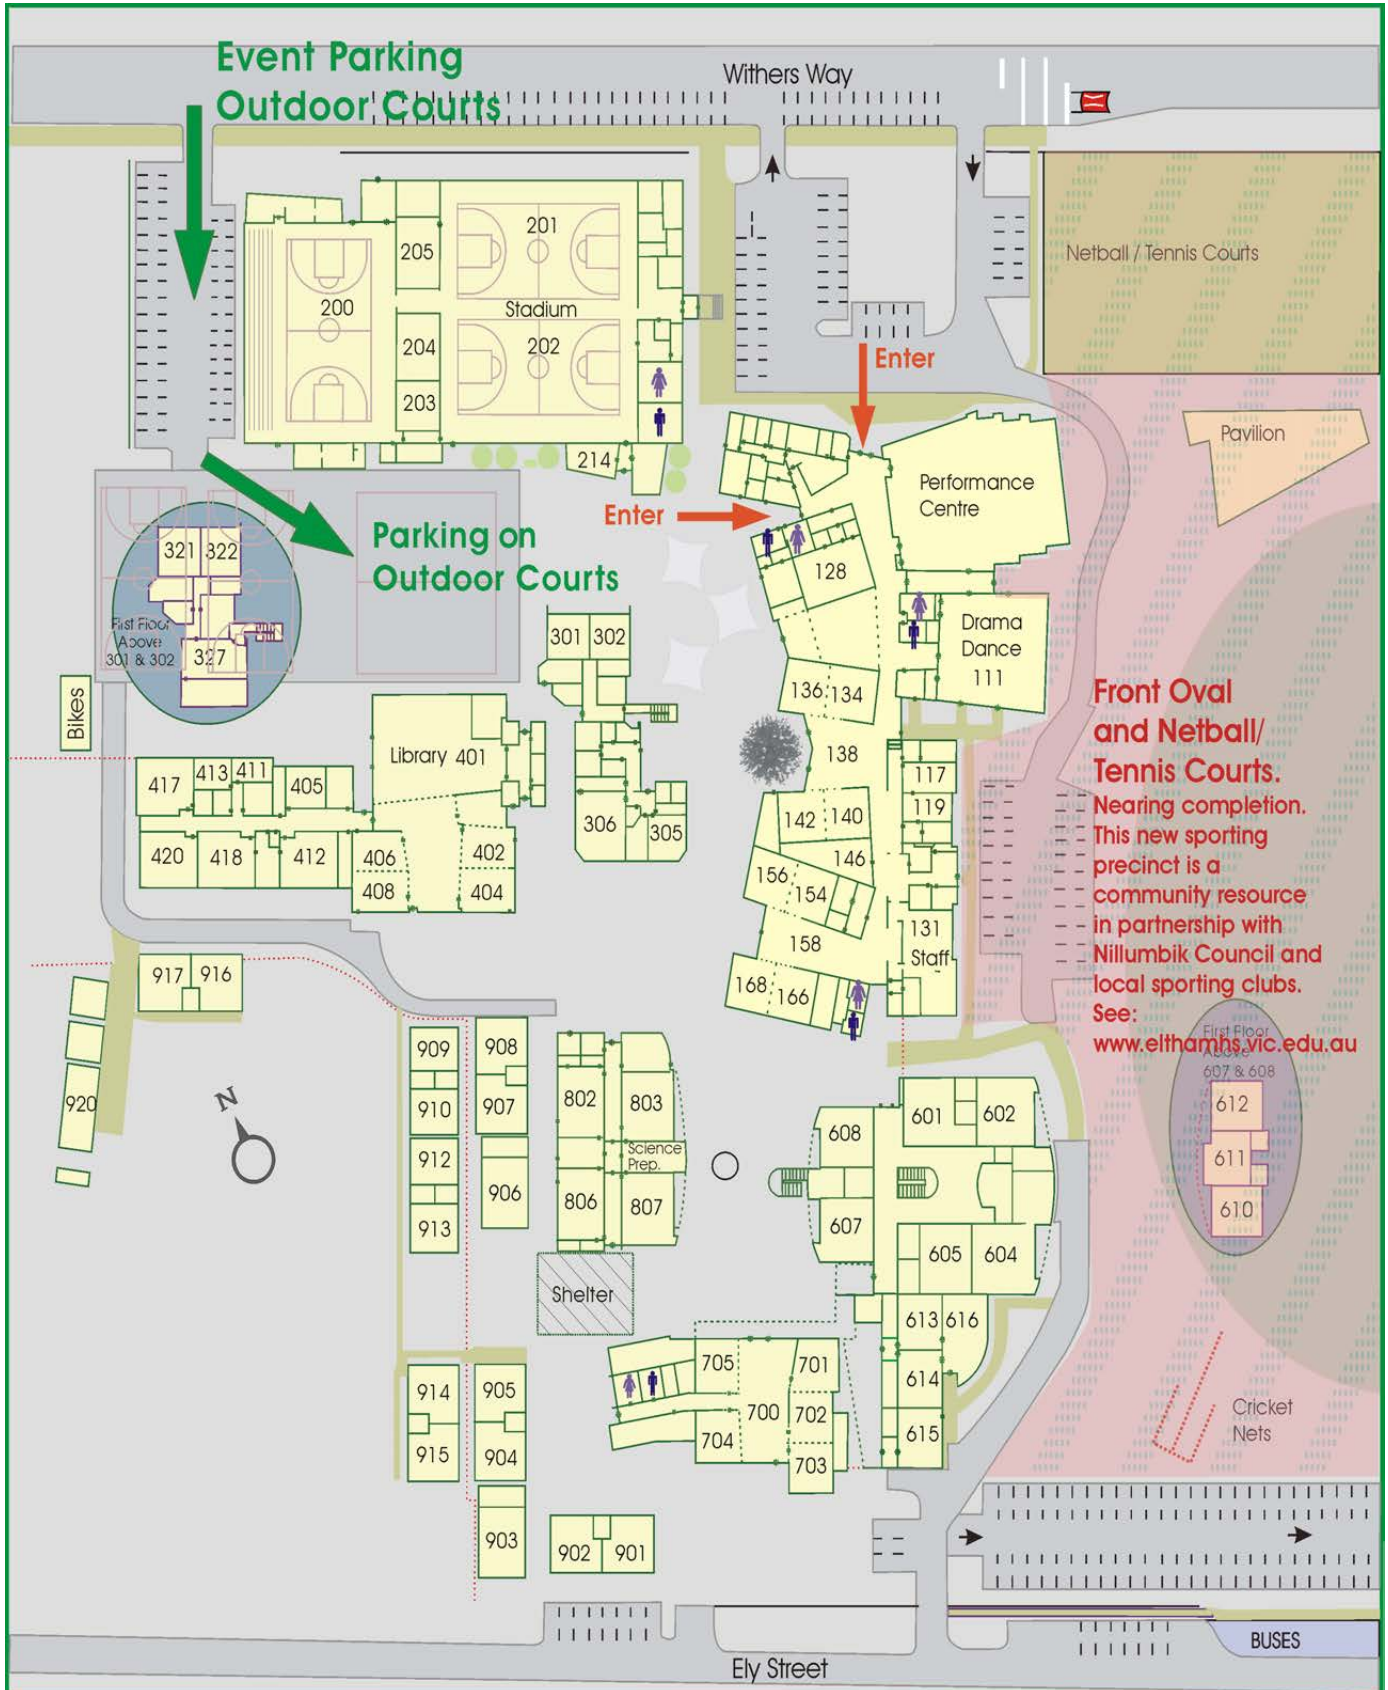 Event Parking
Outdoor Courts
Withers Way
201
205
Netball / Tennis Courts
200
Stadium
204
202
Enter
203
Pavilion
214
Performance
Centre
Enter
Parking on
Outdoor Courts
321 322
128
First Floor
Above
301 & 302
327
301 302
Drama
Dance
111
136 134
Bikes
Front Oval
and Netball/
Tennis Courts.
Nearing completion.
This new sporting
precinct is a
community resource
in partnership with
Nillumbik Council and
local sporting clubs.
See:
www.elthamhs.vic.edu.au
Library 401
138
117
417 413 411 405
119
142 140
306 305
420 418 412 406 402
146
408 404
156 154
131
Staff
158
917 916
168 166
First Floor
Above
607 & 608
909 908
920
910 907
802 803
601 602
612
608
N
Science
Prep.
912
611
906
806 807
913
607
610
605 604
Shelter
613 616
705 701
914 905
614
700 702
Cricket
Nets
704
915 904
615
703
903
902 901
BUSES
Ely Street